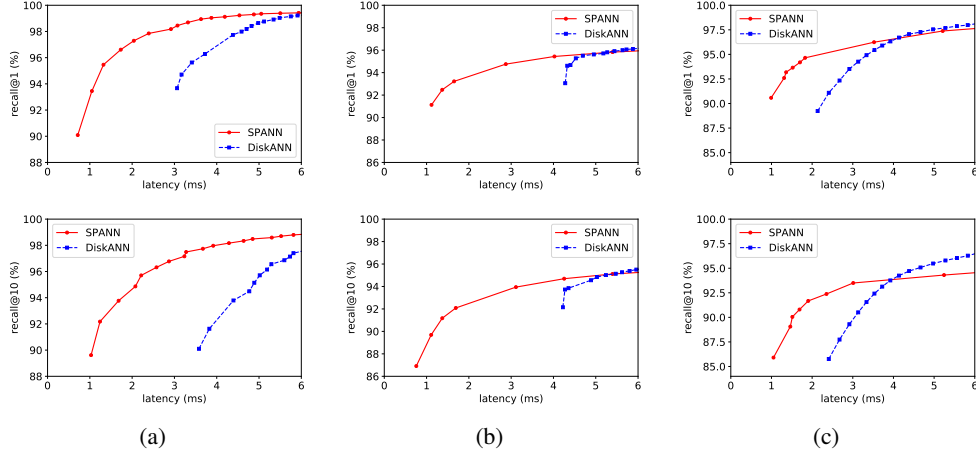 100
98
96
94
92
90
88
recall@1 (%)
0 1 2 3 4 5 6
latency (ms)
SPANN
DiskANN
100
98
96
94
92
90
88
86
recall@1 (%)
0 1 2 3 4 5 6
latency (ms)
SPANN
DiskANN
100.0
97.5
95.0
92.5
90.0
87.5
85.0
recall@1 (%)
0 1 2 3 4 5 6
latency (ms)
SPANN
DiskANN
100
98
96
94
92
90
88
recall@10 (%)
0 1 2 3 4 5 6
latency (ms)
SPANN
DiskANN
100
98
96
94
92
90
88
86
recall@10 (%)
0 1 2 3 4 5 6
latency (ms)
SPANN
DiskANN
100.0
97.5
95.0
92.5
90.0
87.5
85.0
recall@10 (%)
0 1 2 3 4 5 6
latency (ms)
SPANN
DiskANN
(a)
(b)
(c)